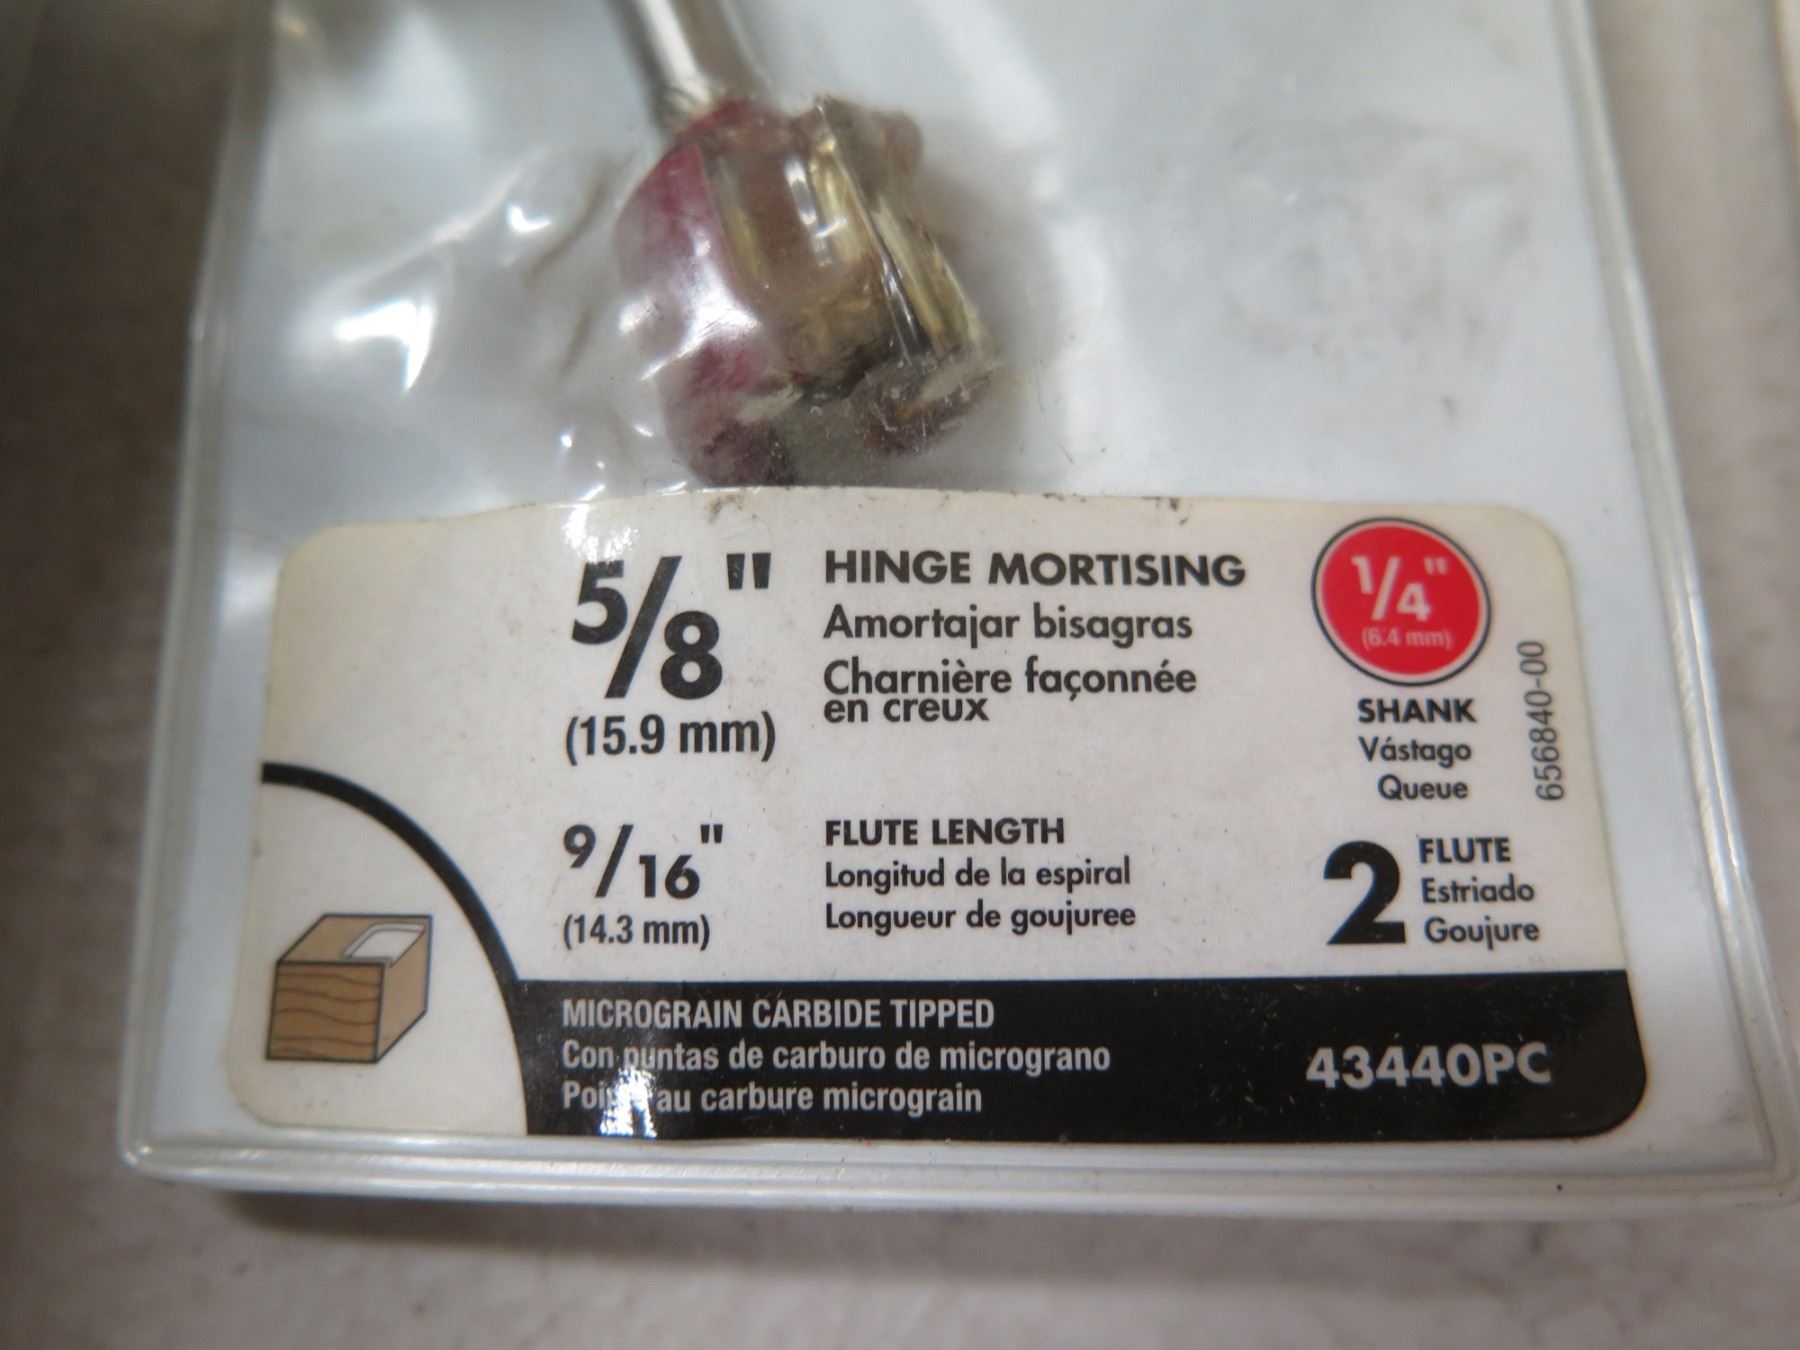 5/8"
(15.9 mm)
HINGE MORTISING
Amortajar bisagras
Charnière façonnée
en creux
1/4"
(6.4 mm)
SHANK
Vástago
Queue
656840-00
9/16"
(14.3 mm)
FLUTE LENGTH
Longitud de la espiral
Longueur de goujuree
2
FLUTE
Estriado
Goujure
MICROGRAIN CARBIDE TIPPED
Con puntas de carburo de micrograno
au carbure micrograin
43440PC